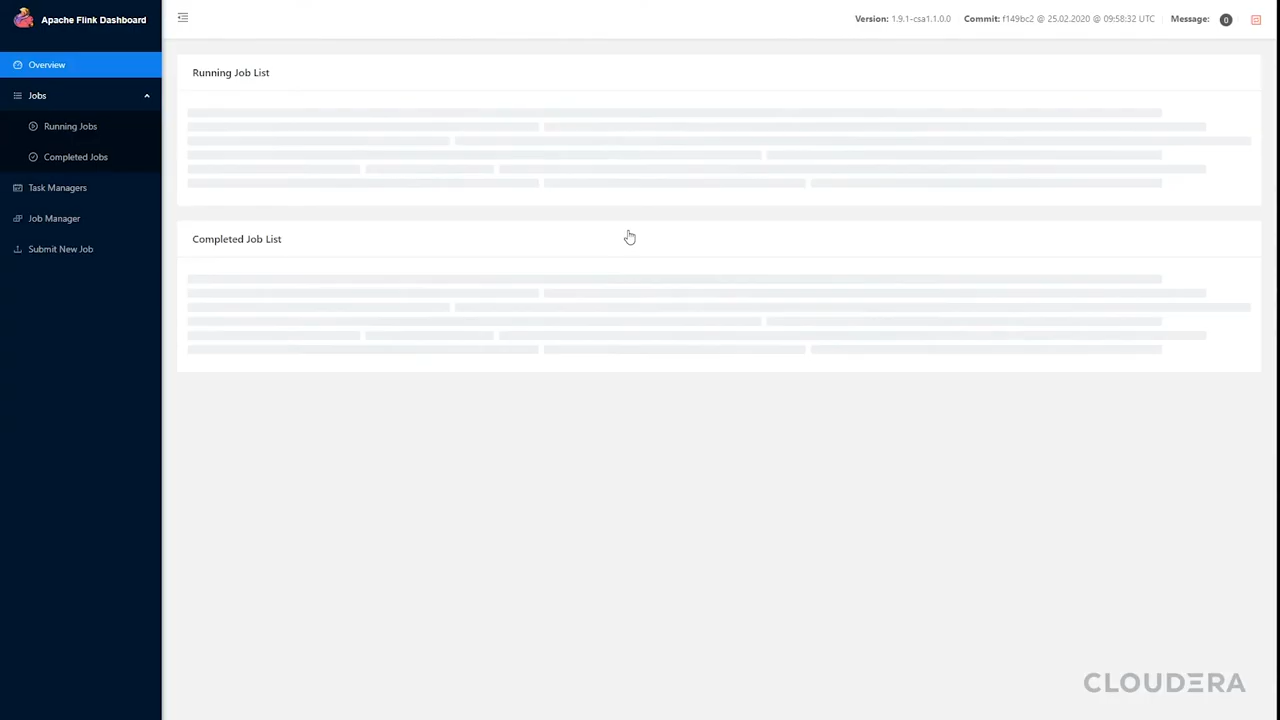 Apache Flink Dashboard
Version: 1.9.1-csa1.1.0.0 Commit: f149bc2 @ 25.02.2020 @ 09:58:32 UTC Message: 0
Overview
Jobs
Running Jobs
Completed Jobs
Task Managers
Job Manager
Submit New Job
Running Job List
Completed Job List
CLOUDERA